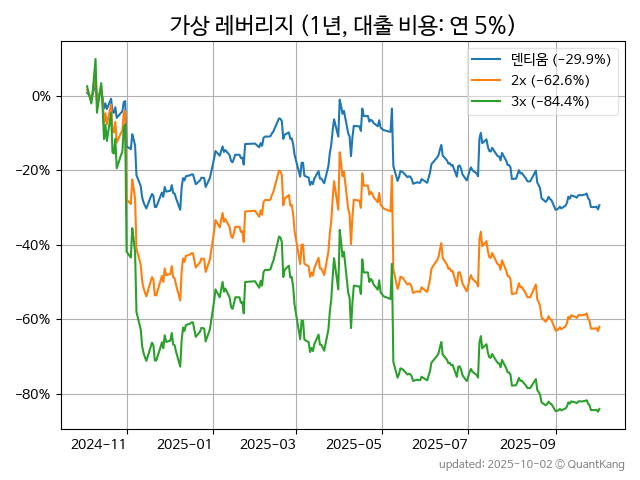 가상 레버리지 (1년, 대출 비용: 연 5%)
덴티움 (−29.9%)
2x (−62.6%)
3x (−84.4%)
0%
−20%
−40%
−60%
−80%
2024-11
2025-01
2025-03
2025-05
2025-07
2025-09
updated: 2025-10-02 © QuantKang